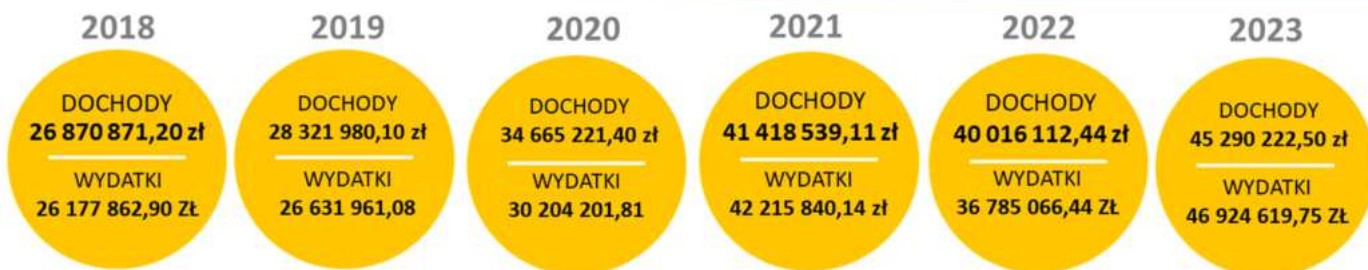 2018
DOCHODY
26 870 871,20 zł
WYDATKI
26 177 862,90 ZŁ
2019
DOCHODY
28 321 980,10 zł
WYDATKI
26 631 961,08
2020
DOCHODY
34 665 221,40 zł
WYDATKI
30 204 201,81
2021
DOCHODY
41 418 539,11 zł
WYDATKI
42 215 840,14 zł
2022
DOCHODY
40 016 112,44 zł
WYDATKI
36 785 066,44 ZŁ
2023
DOCHODY
45 290 222,50 zł
WYDATKI
46 924 619,75 ZŁ